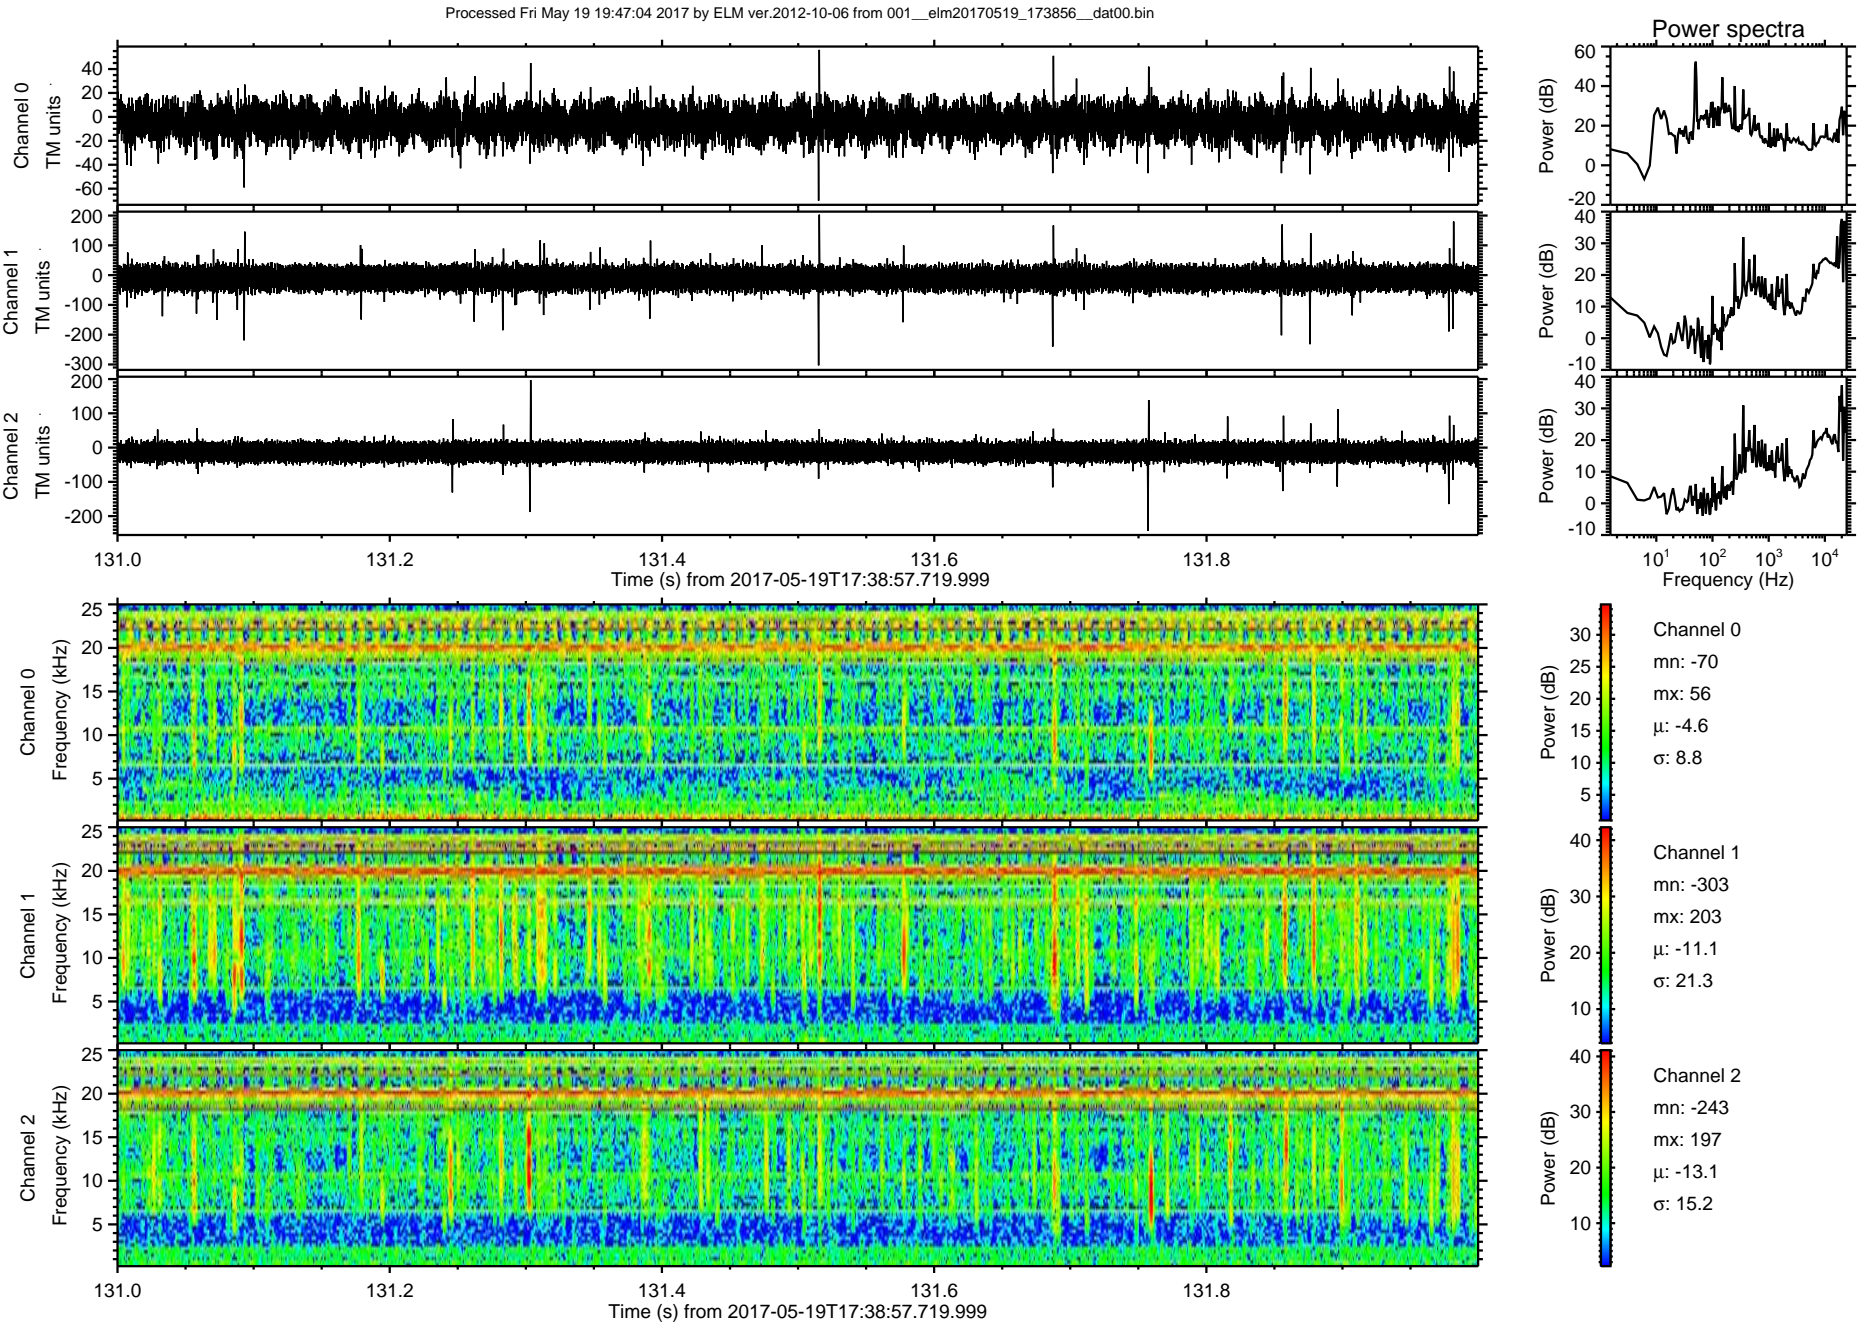 Processed Fri May 19 19:47:04 2017 by ELM ver.2012-10-06 from 001__elm20170519_173856__dat00.bin
Power spectra
Channel 0
TM units
40
20
0
-20
-40
-60
Power (dB)
60
40
20
0
-20
Channel 1
TM units
200
100
0
-100
-200
-300
Power (dB)
40
30
20
10
0
-10
Channel 2
TM units
200
100
0
-100
-200
Power (dB)
40
30
20
10
0
-10
131.0 131.2 131.4 131.6 131.8
Time (s) from 2017-05-19T17:38:57.719.999
10¹ 10² 10³ 10⁴
Frequency (Hz)
Channel 0
Frequency (kHz)
25
20
15
10
5
Power (dB)
30
25
20
15
10
5
Channel 0
mn: -70
mx: 56
µ: -4.6
σ: 8.8
Channel 1
Frequency (kHz)
25
20
15
10
5
Power (dB)
40
30
20
10
Channel 1
mn: -303
mx: 203
µ: -11.1
σ: 21.3
Channel 2
Frequency (kHz)
25
20
15
10
5
Power (dB)
40
30
20
10
Channel 2
mn: -243
mx: 197
µ: -13.1
σ: 15.2
131.0 131.2 131.4 131.6 131.8
Time (s) from 2017-05-19T17:38:57.719.999